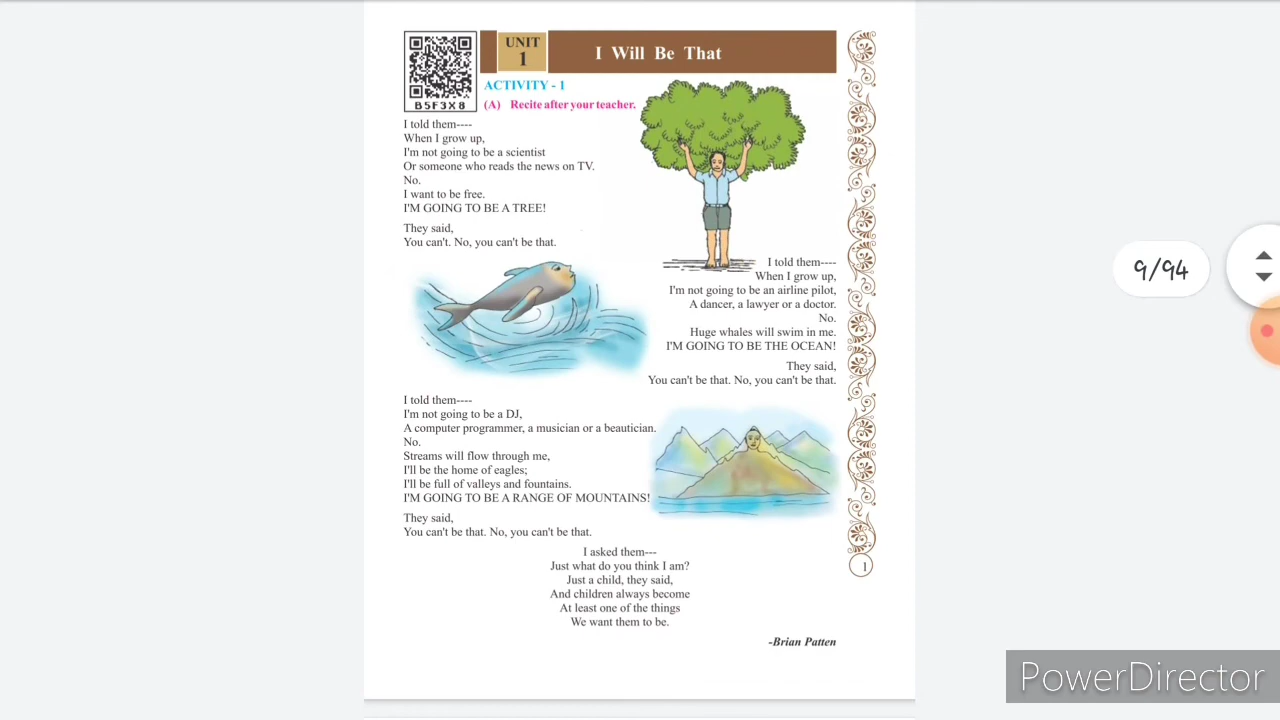 UNIT
1
I Will Be That
B5F3X8
ACTIVITY - 1
(A) Recite after your teacher.
I told them----
When I grow up,
I'm not going to be a scientist
Or someone who reads the news on TV.
No.
I want to be free.
I'M GOING TO BE A TREE!
They said,
You can't. No, you can't be that.
I told them----
When I grow up,
I'm not going to be an airline pilot,
A dancer, a lawyer or a doctor.
No.
Huge whales will swim in me.
I'M GOING TO BE THE OCEAN!
They said,
You can't be that. No, you can't be that.
I told them----
I'm not going to be a DJ,
A computer programmer, a musician or a beautician.
No.
Streams will flow through me,
I'll be the home of eagles;
I'll be full of valleys and fountains.
I'M GOING TO BE A RANGE OF MOUNTAINS!
They said,
You can't be that. No, you can't be that.
I asked them---
Just what do you think I am?
Just a child, they said,
And children always become
At least one of the things
We want them to be.
-Brian Patten
1
9/94
PowerDirector